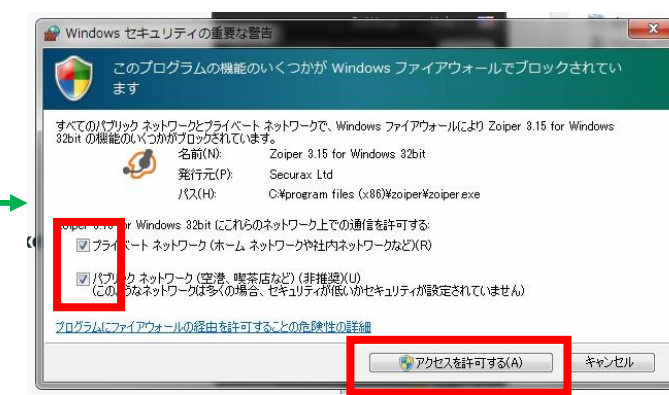 Windows セキュリティの重要な警告
このプログラムの機能のいくつかが Windows ファイアウォールでブロックされてい
ます
すべてのパブリック ネットワークとプライベート ネットワークで、Windows ファイアウォールにより Zoiper 3.15 for Windows
32bit の機能のいくつかがブロックされています。
名前(N): Zoiper 3.15 for Windows 32bit
発行元(P): Securax Ltd
パス(H): C:¥program files (x86)¥zoiper¥zoiper.exe
Zoiper 3.15 for Windows 32bit にこれらのネットワーク上での通信を許可する:
プライベート ネットワーク (ホーム ネットワークや社内ネットワークなど)(R)
パブリック ネットワーク (空港、喫茶店など) (非推奨)(U)
(このようなネットワークは多くの場合、セキュリティが低いかセキュリティが設定されていません)
プログラムにファイアウォールの経由を許可することの危険性の詳細
アクセスを許可する(A) キャンセル